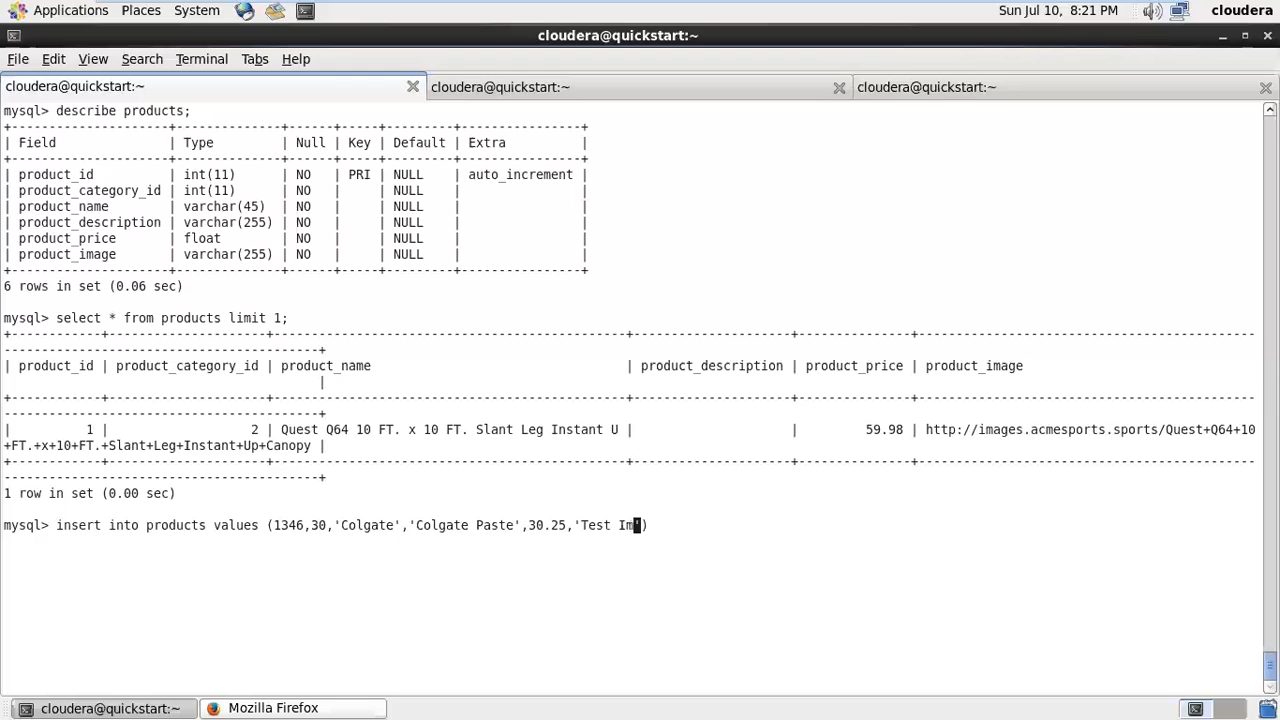 Applications Places System Sun Jul 10, 8:21 PM cloudera
cloudera@quickstart:~
File Edit View Search Terminal Tabs Help
cloudera@quickstart:~ cloudera@quickstart:~ cloudera@quickstart:~
mysql> describe products;
+---------------------+--------------+------+-----+---------+----------------+
| Field | Type | Null | Key | Default | Extra |
+---------------------+--------------+------+-----+---------+----------------+
| product_id | int(11) | NO | PRI | NULL | auto_increment |
| product_category_id | int(11) | NO | | NULL | |
| product_name | varchar(45) | NO | | NULL | |
| product_description | varchar(255) | NO | | NULL | |
| product_price | float | NO | | NULL | |
| product_image | varchar(255) | NO | | NULL | |
+---------------------+--------------+------+-----+---------+----------------+
6 rows in set (0.06 sec)
mysql> select * from products limit 1;
| product_id | product_category_id | product_name | product_description | product_price | product_image
|
| 1 | 2 | Quest Q64 10 FT. x 10 FT. Slant Leg Instant U | | 59.98 | http://images.acmesports.sports/Quest+Q64+10
+FT.+x+10+FT.+Slant+Leg+Instant+Up+Canopy |
1 row in set (0.00 sec)
mysql> insert into products values (1346,30,'Colgate','Colgate Paste',30.25,'Test Im')
cloudera@quickstart:~ Mozilla Firefox